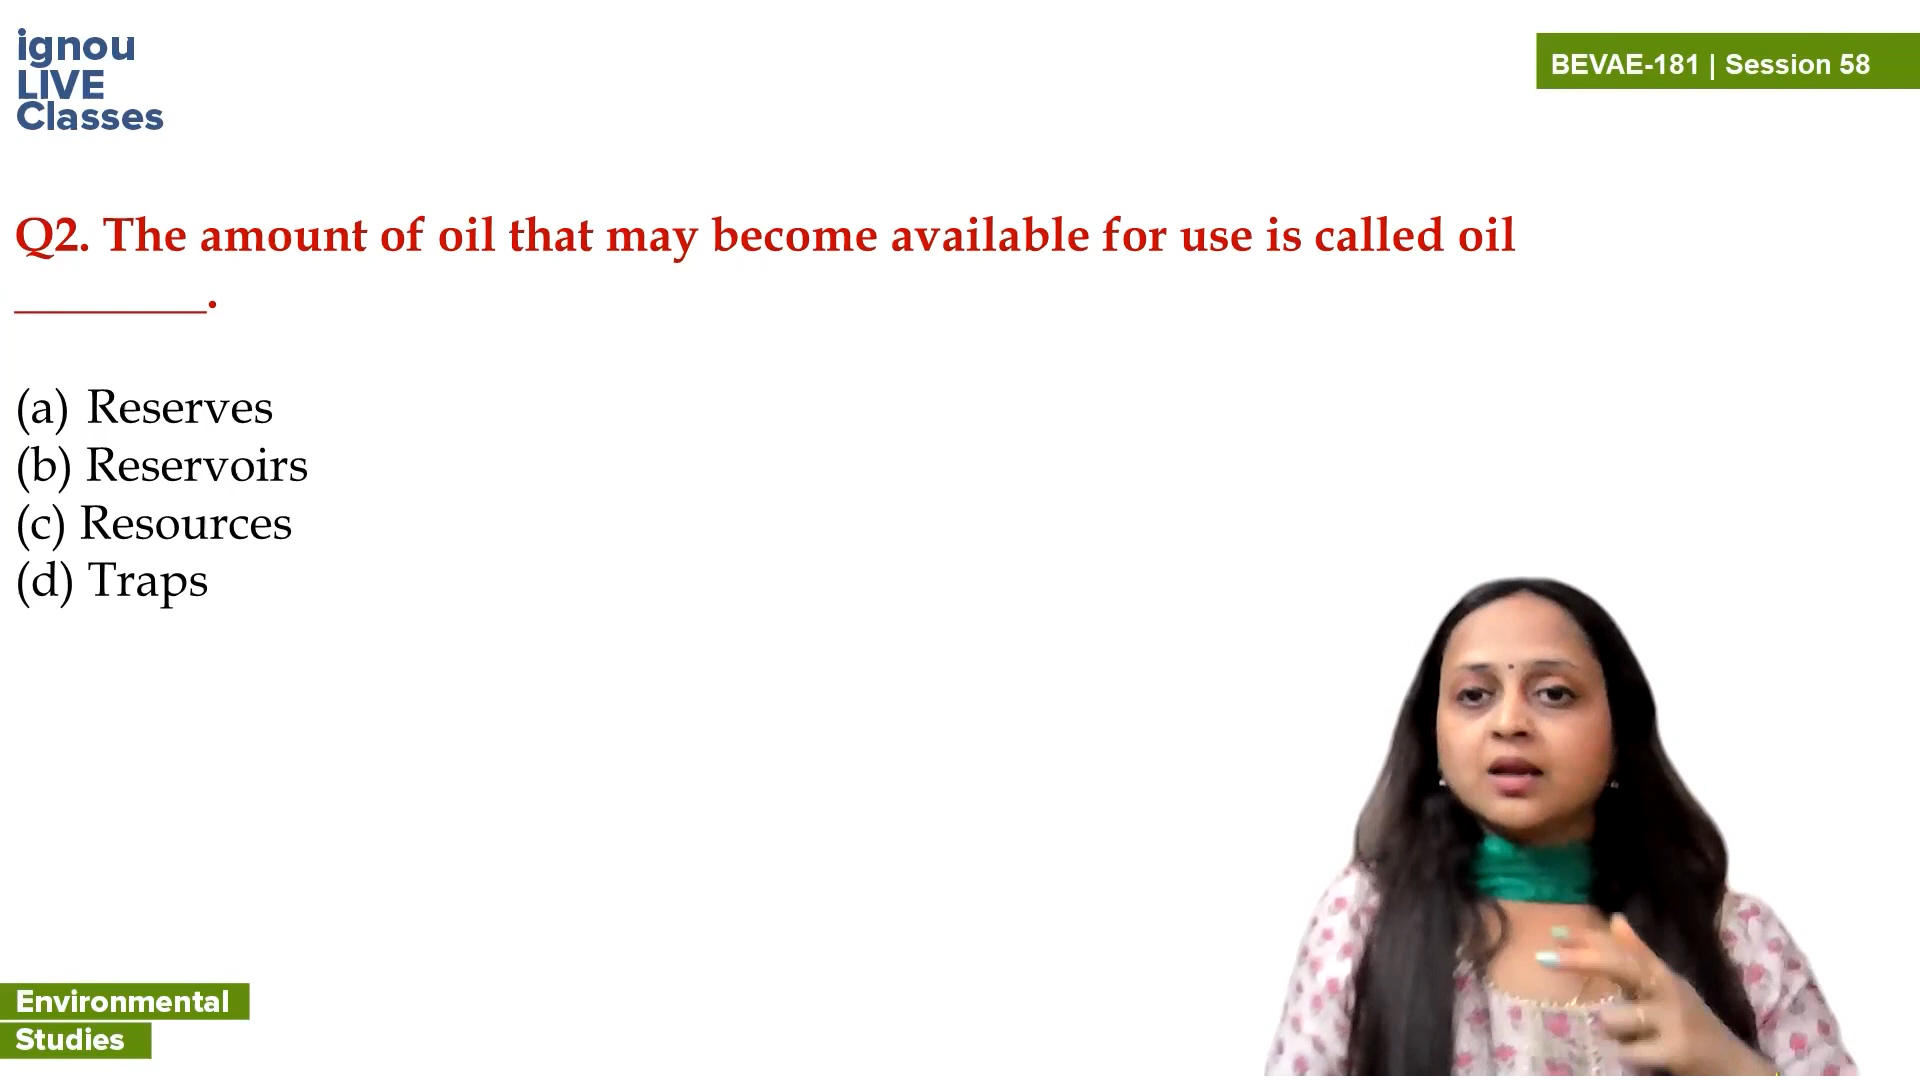 ignou
LIVE
Classes
BEVAE-181 | Session 58
Q2. The amount of oil that may become available for use is called oil
________.
(a) Reserves
(b) Reservoirs
(c) Resources
(d) Traps
Environmental
Studies